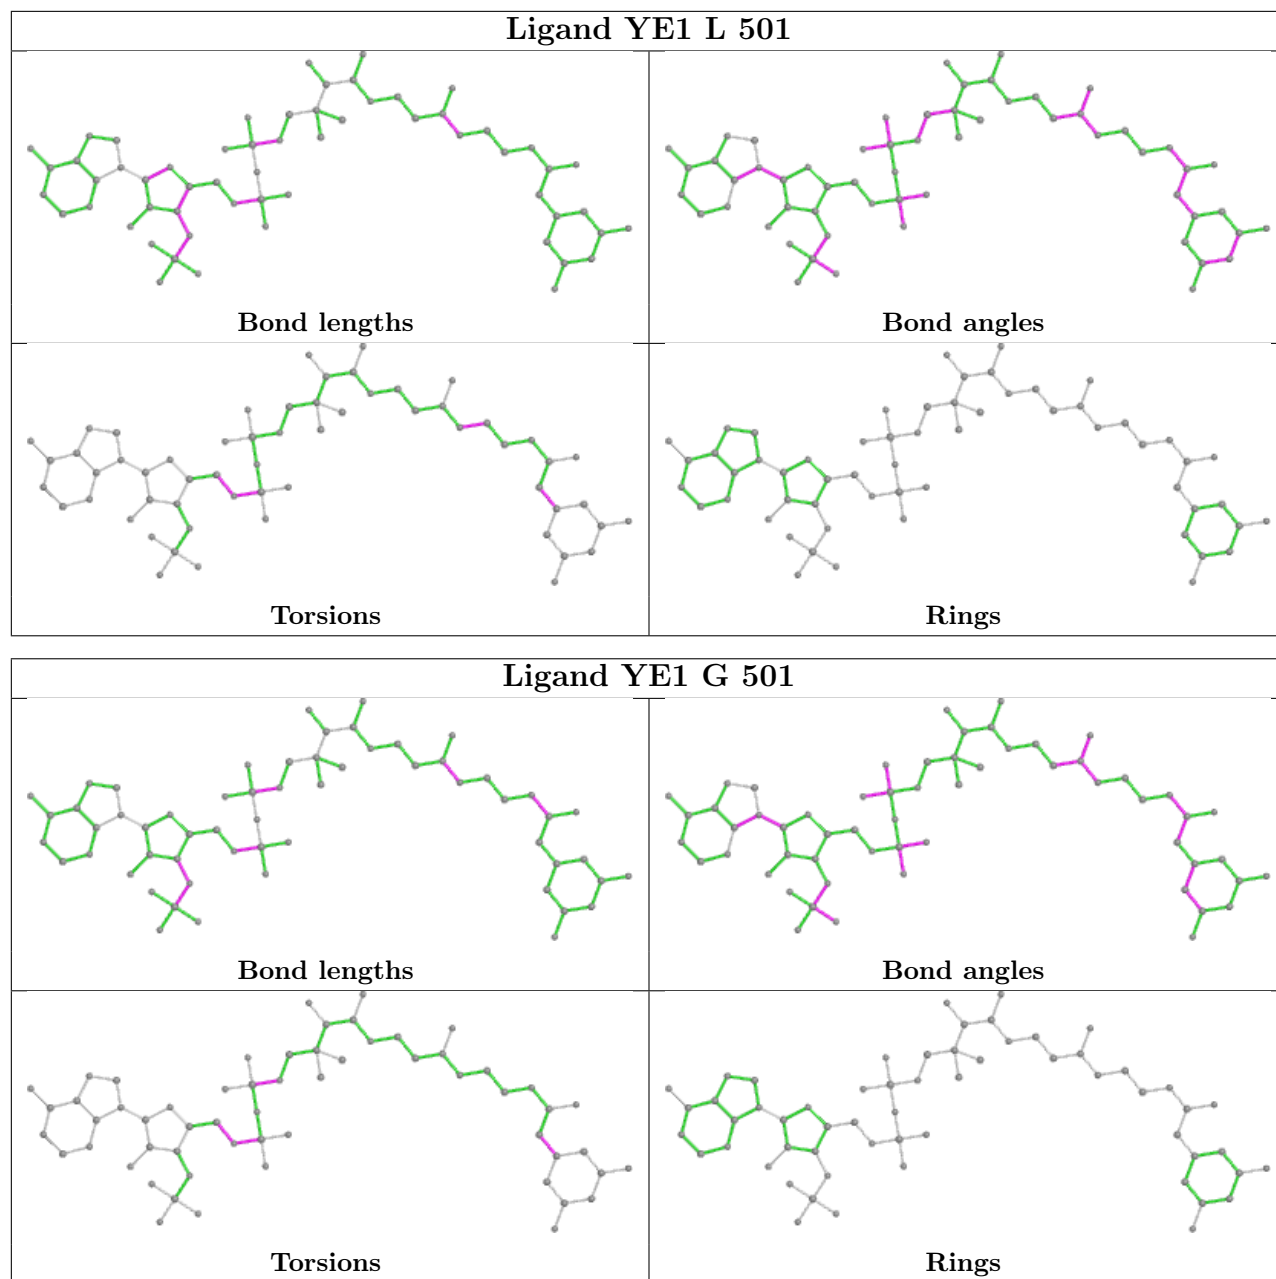 Ligand YE1 L 501
Bond lengths
Bond angles
Torsions
Rings
Ligand YE1 G 501
Bond lengths
Bond angles
Torsions
Rings